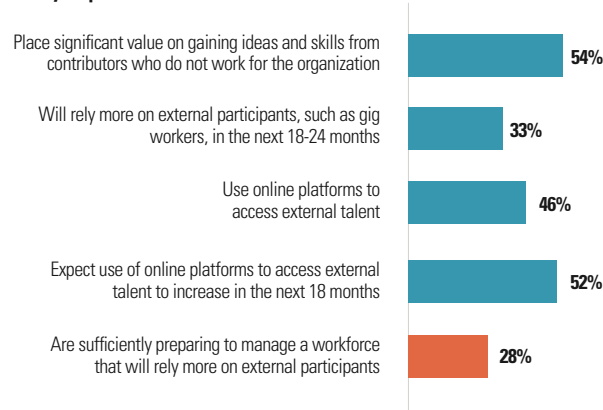 Place significant value on gaining ideas and skills from
contributors who do not work for the organization
54%
Will rely more on external participants, such as gig
workers, in the next 18-24 months
33%
Use online platforms to
access external talent
46%
Expect use of online platforms to access external
talent to increase in the next 18 months
52%
Are sufficiently preparing to manage a workforce
that will rely more on external participants
28%